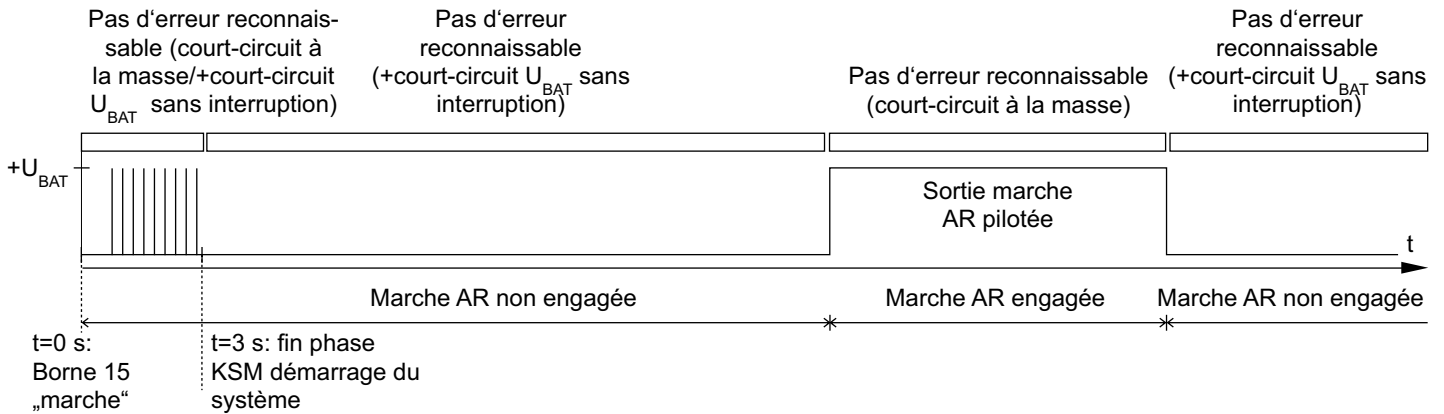 Pas d‘erreur reconnais-
sable (court-circuit à
la masse/+court-circuit
U_BAT sans interruption)
Pas d‘erreur
reconnaissable
(+court-circuit U_BAT sans
interruption)
Pas d‘erreur reconnaissable
(court-circuit à la masse)
Pas d‘erreur
reconnaissable
(+court-circuit U_BAT sans
interruption)
+U_BAT
Sortie marche
AR pilotée
t
Marche AR non engagée
Marche AR engagée
Marche AR non engagée
t=0 s:
Borne 15
„marche“
t=3 s: fin phase
KSM démarrage du
système